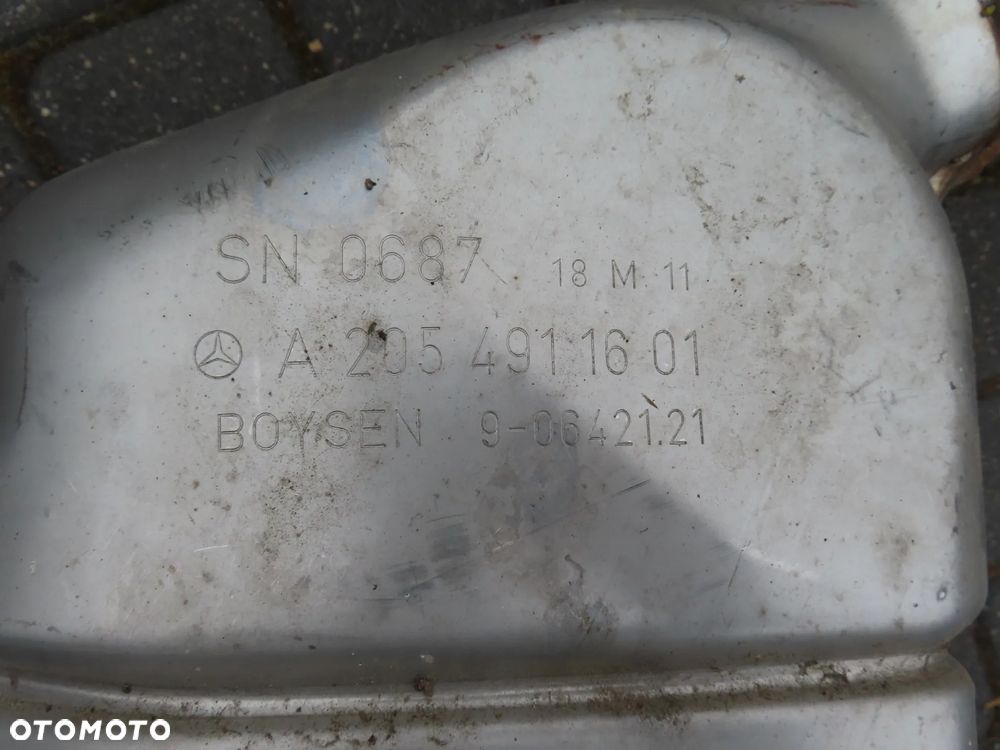 SN 0687 18 M 11
A 205 491 16 01
BOYSEN 9-06421.21
OTOMOTO